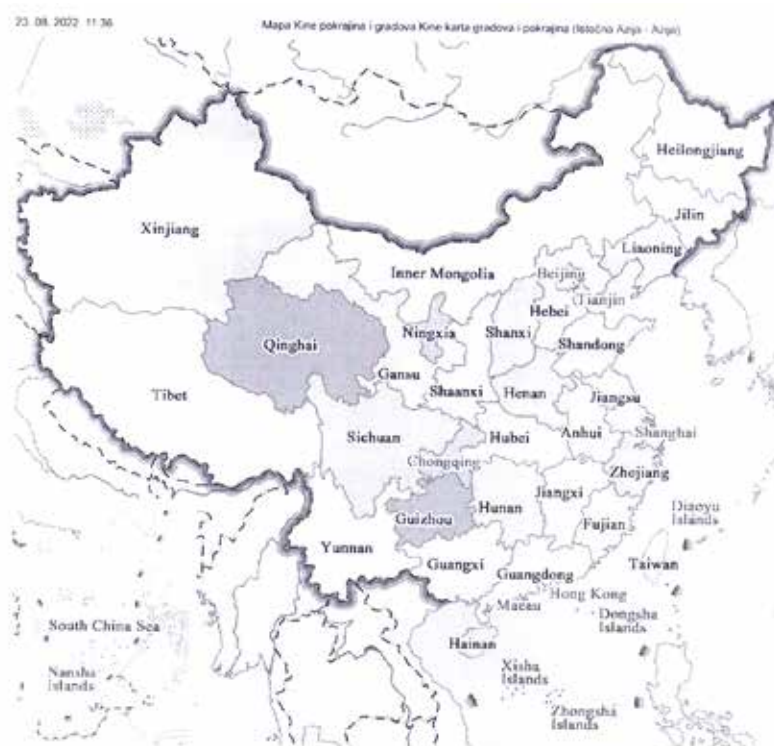 23. 08. 2022 11:36
Mapa Kine pokrajina i gradova Kine karta gradova i pokrajina (Istočna Azija - Azija)
Heilongjiang
Jilin
Xinjiang
Liaoning
Inner Mongolia
Beijing
Tianjin
Hebei
Ningxia
Shanxi
Qinghai
Shandong
Gansu
Tibet
Shaanxi
Henan
Jiangsu
Sichuan
Hubei
Anhui
Shanghai
Chongqing
Zhejiang
Hunan
Jiangxi
Guizhou
Fujian
Diaoyu
Islands
Yunnan
Guangxi
Guangdong
Taiwan
Hong Kong
Macau
Dongsha
Islands
South China Sea
Hainan
Xisha
Islands
Nansha
Islands
Zhongsha
Islands